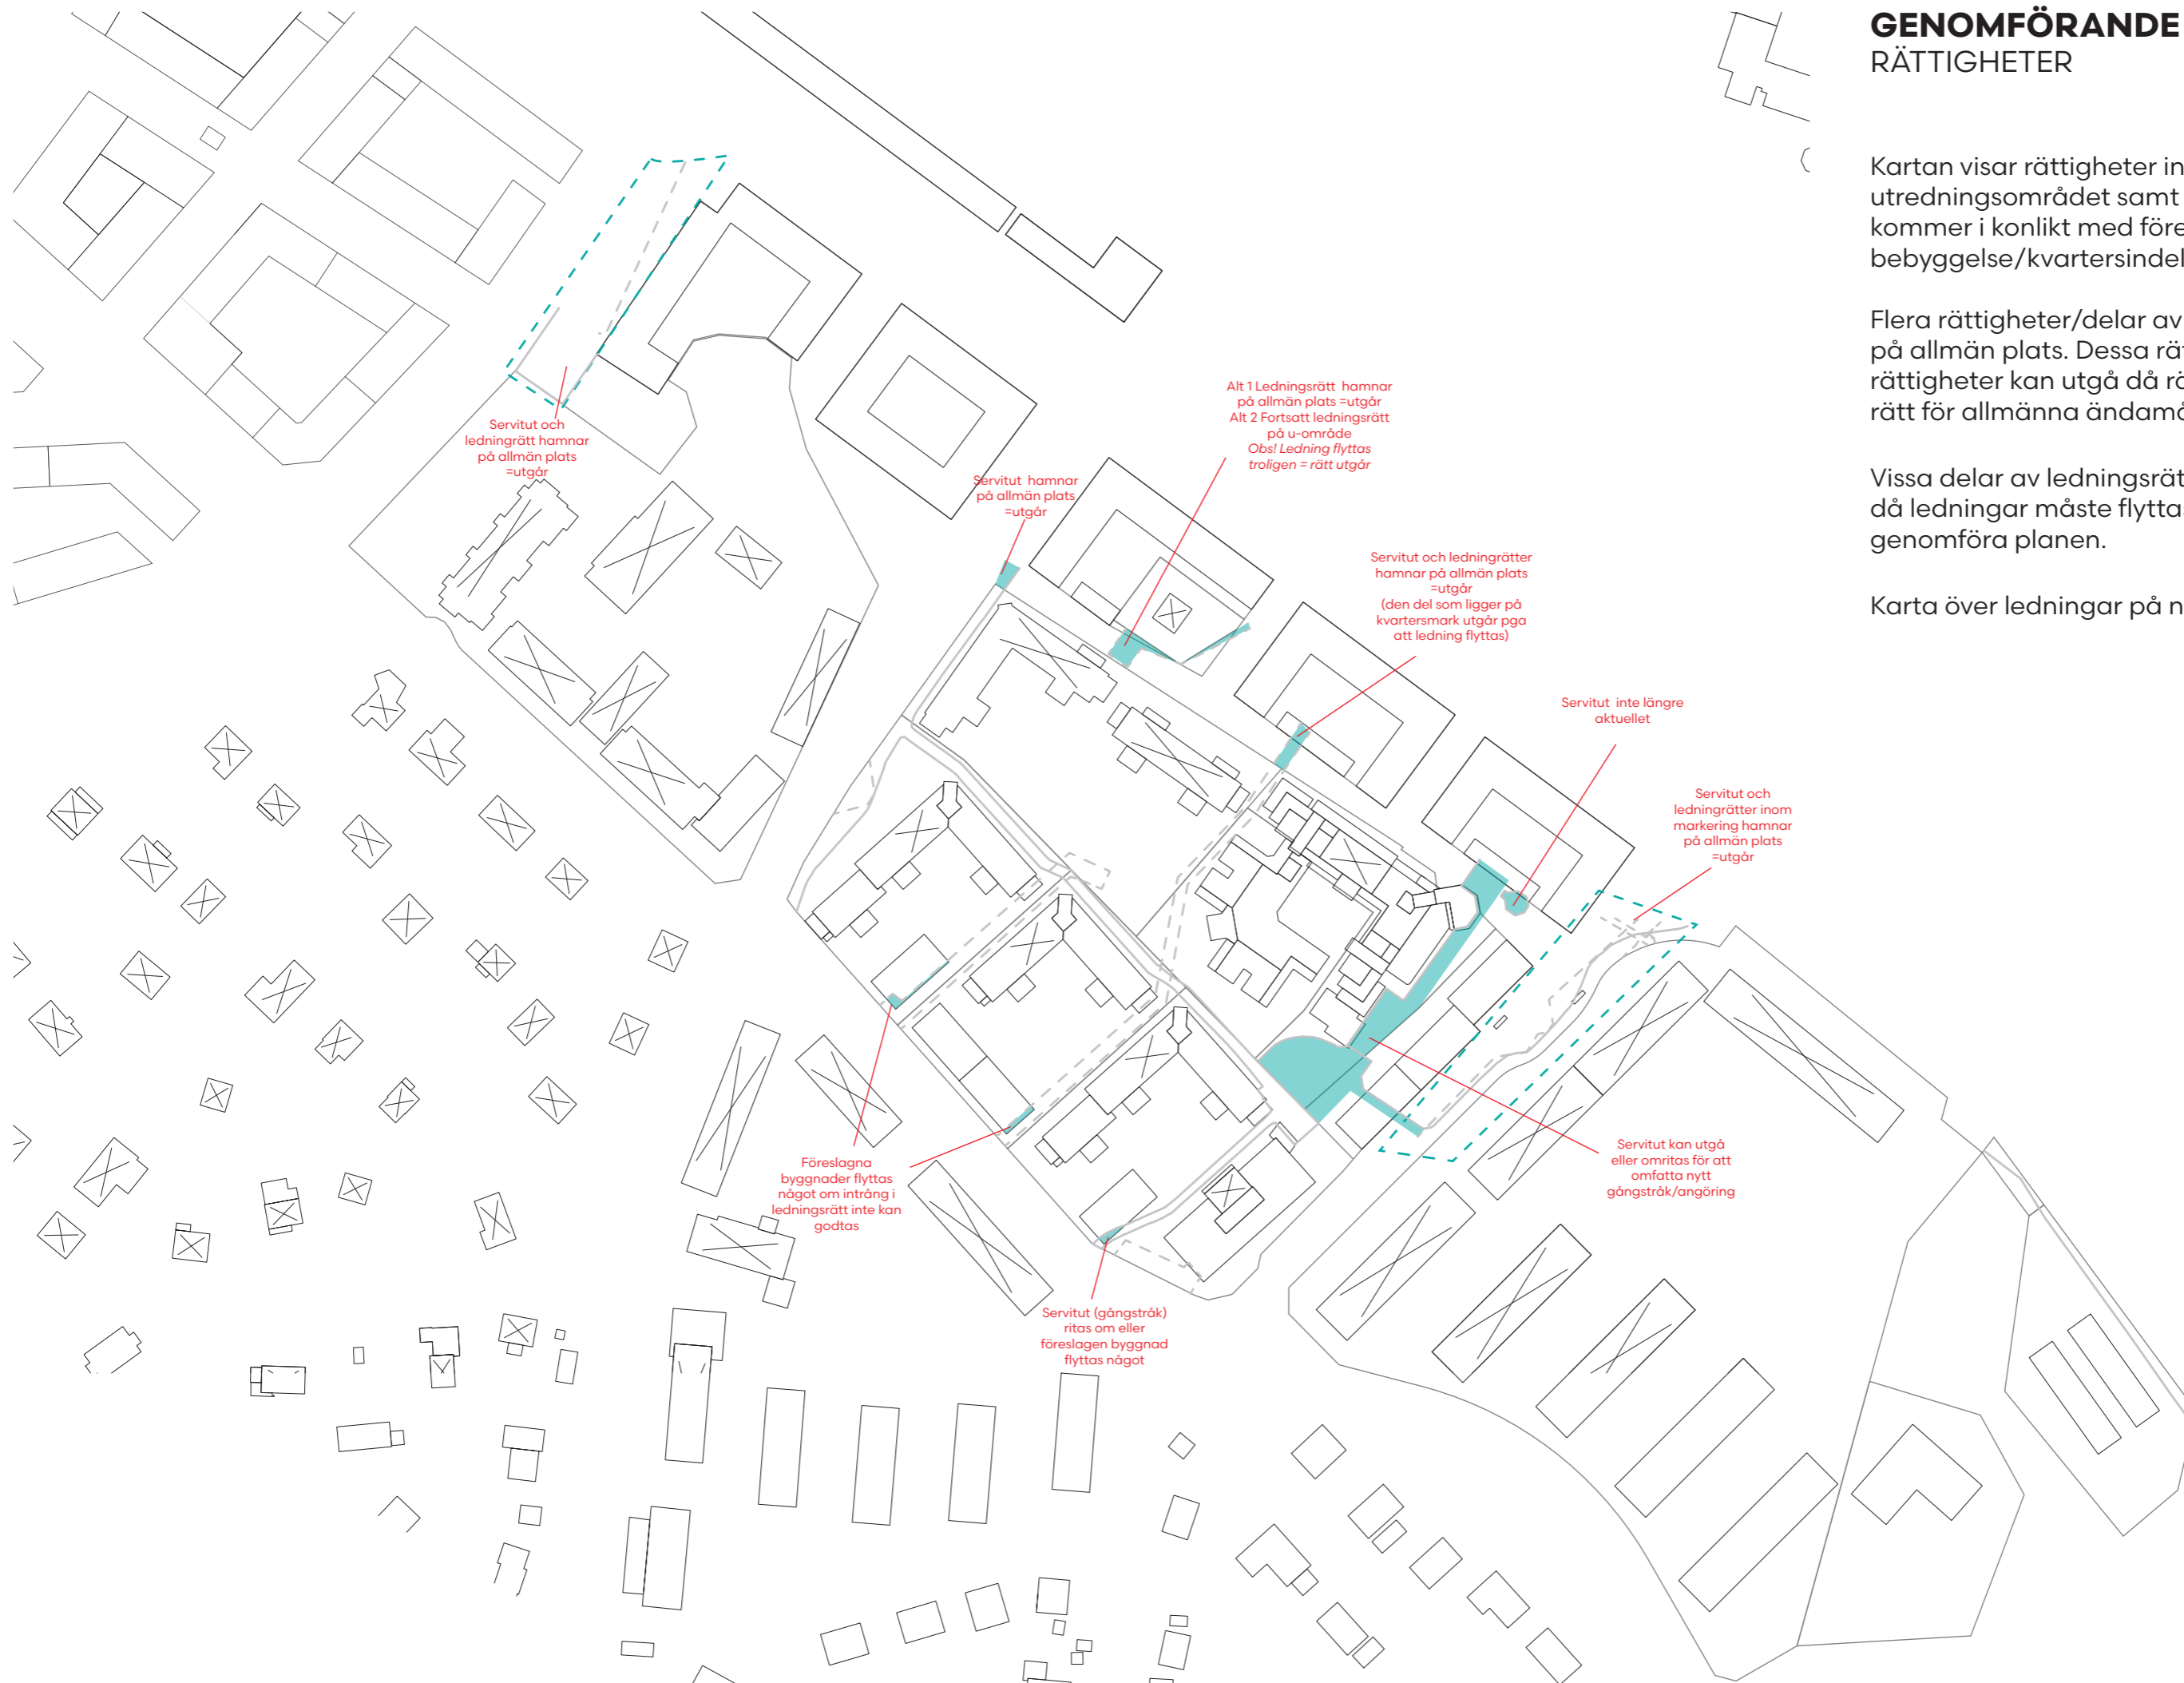 GENOMFÖRANDE
RÄTTIGHETER
Kartan visar rättigheter in
utredningsområdet samt
kommer i konlikt med före
bebyggelse/kvartersindel
Flera rättigheter/delar av
på allmän plats. Dessa rät
rättigheter kan utgå då rä
rätt för allmänna ändamå
Vissa delar av ledningsrät
då ledningar måste flytta
genomföra planen.
Karta över ledningar på n
Servitut och
ledningrätt hamnar
på allmän plats
=utgår
Servitut hamnar
på allmän plats
=utgår
Alt 1 Ledningsrätt hamnar
på allmän plats =utgår
Alt 2 Fortsatt ledningsrätt
på u-område
Obs! Ledning flyttas
troligen = rätt utgår
Servitut och ledningrätter
hamnar på allmän plats
=utgår
(den del som ligger på
kvartersmark utgår pga
att ledning flyttas)
Servitut inte längre
aktuellet
Servitut och
ledningrätter inom
markering hamnar
på allmän plats
=utgår
Servitut kan utgå
eller omritas för att
omfatta nytt
gångstråk/angöring
Föreslagna
byggnader flyttas
något om intrång i
ledningsrätt inte kan
godtas
Servitut (gångstråk)
ritas om eller
föreslagen byggnad
flyttas något